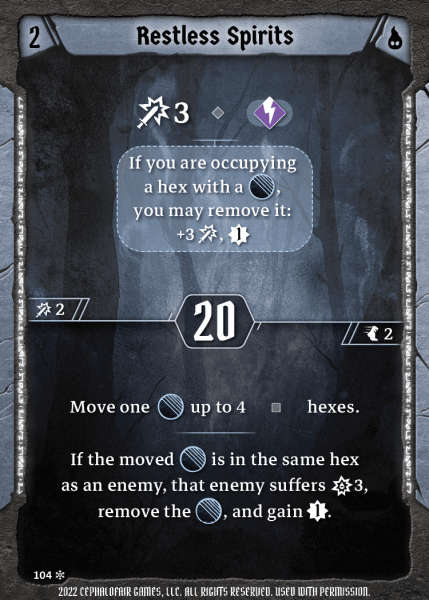 2
Restless Spirits
3
If you are occupying
a hex with a ,
you may remove it:
+3 , 1
2
20
2
Move one up to 4 hexes.
If the moved is in the same hex
as an enemy, that enemy suffers 3,
remove the , and gain 1.
104
2022 CEPHALOFAIR GAMES, LLC. ALL RIGHTS RESERVED. USED WITH PERMISSION.